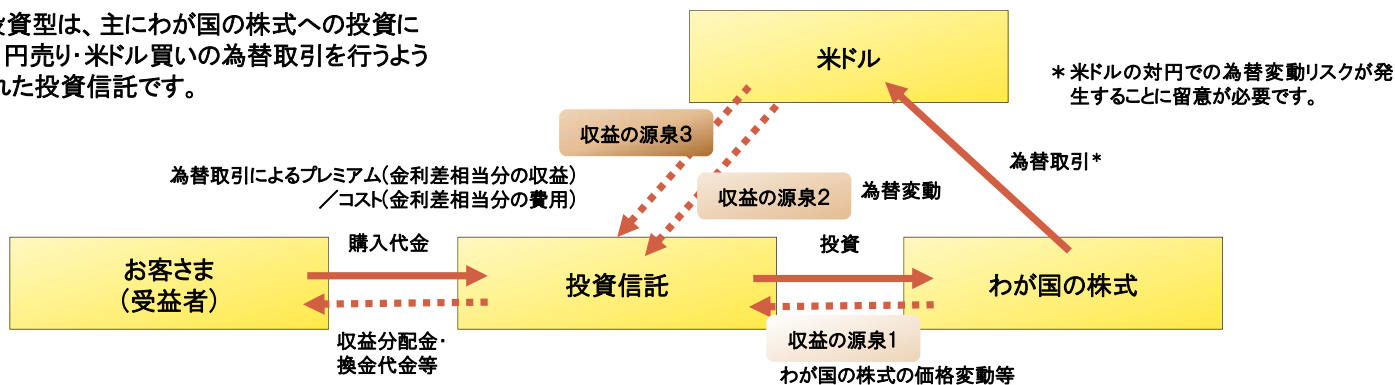 投資型は、主にわが国の株式への投資に
円売り・米ドル買いの為替取引を行うよう
れた投資信託です。
米ドル
＊米ドルの対円での為替変動リスクが発
生することに留意が必要です。
収益の源泉3
為替取引＊
為替取引によるプレミアム（金利差相当分の収益）
／コスト（金利差相当分の費用）
収益の源泉2
為替変動
購入代金
投資
お客さま
（受益者）
投資信託
わが国の株式
収益分配金・
換金代金等
収益の源泉1
わが国の株式の価格変動等